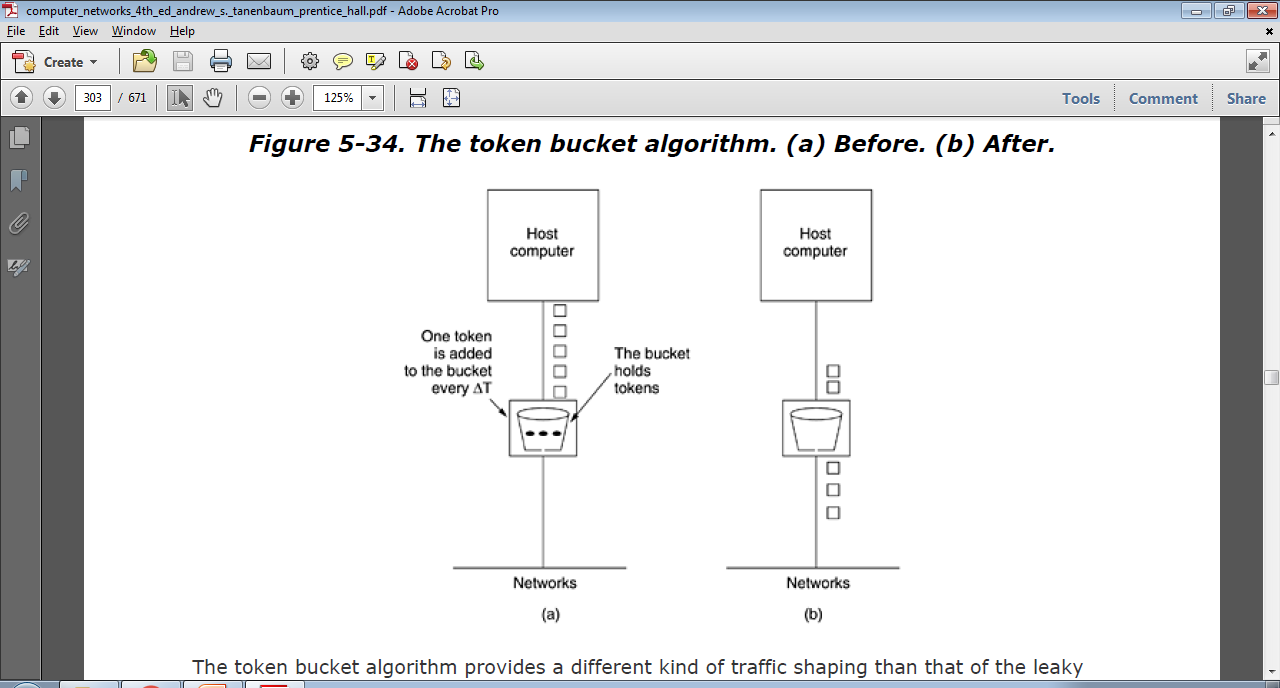 computer_networks_4th_ed_andrew_s._tanenbaum_prentice_hall.pdf - Adobe Acrobat Pro
File Edit View Window Help
Create
303 / 671 125% Tools Comment Share
Figure 5-34. The token bucket algorithm. (a) Before. (b) After.
Host
computer
Host
computer
One token
is added
to the bucket
every ΔT
The bucket
holds
tokens
Networks
Networks
(a)
(b)
The token bucket algorithm provides a different kind of traffic shaping than that of the leaky